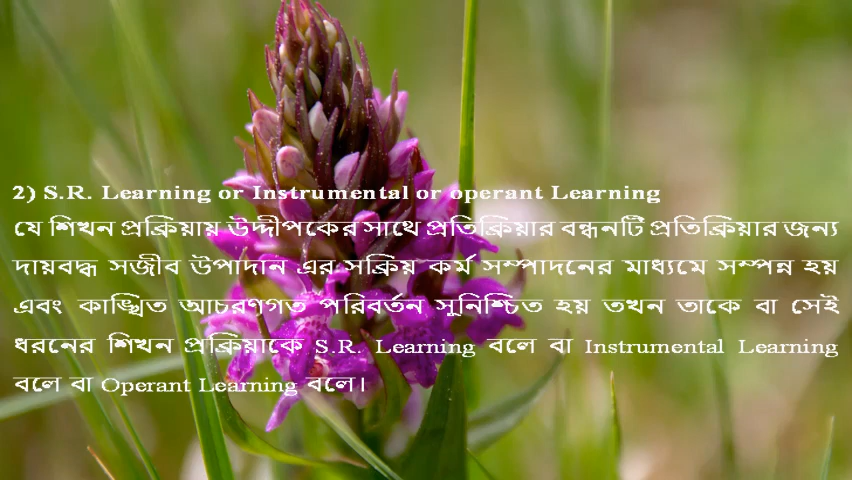 2) S.R. Learning or Instrumental or operant Learning
যে শিখন প্রক্রিয়ায় উদ্দীপকের সাথে প্রতিক্রিয়ার বন্ধনটি প্রতিক্রিয়ার জন্য
দায়বদ্ধ সজীব উপাদান এর সক্রিয় কর্ম সম্পাদনের মাধ্যমে সম্পন্ন হয়
এবং কাঙ্খিত আচরণগত পরিবর্তন সুনিশ্চিত হয় তখন তাকে বা সেই
ধরনের শিখন প্রক্রিয়াকে S.R. Learning বলে বা Instrumental Learning
বলে বা Operant Learning বলে।